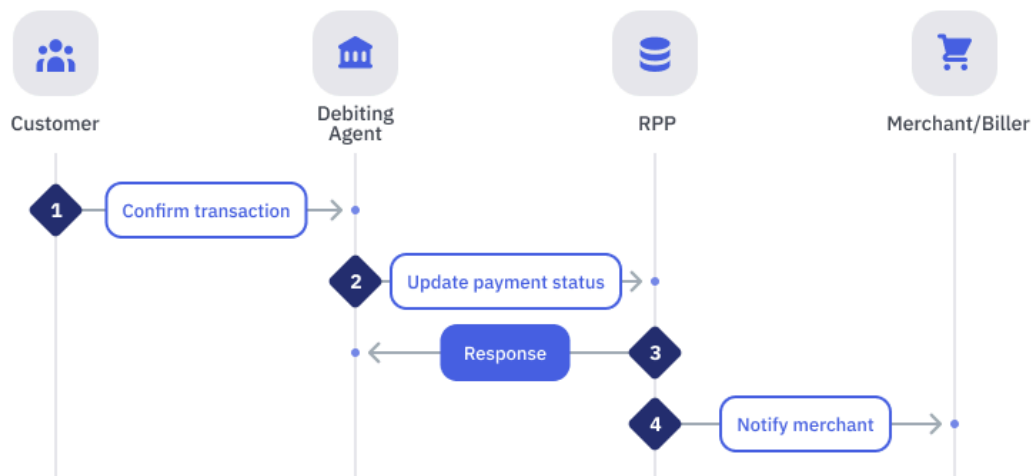 Customer
Debiting
Agent
RPP
Merchant/Biller
1
Confirm transaction
2
Update payment status
Response
3
4
Notify merchant